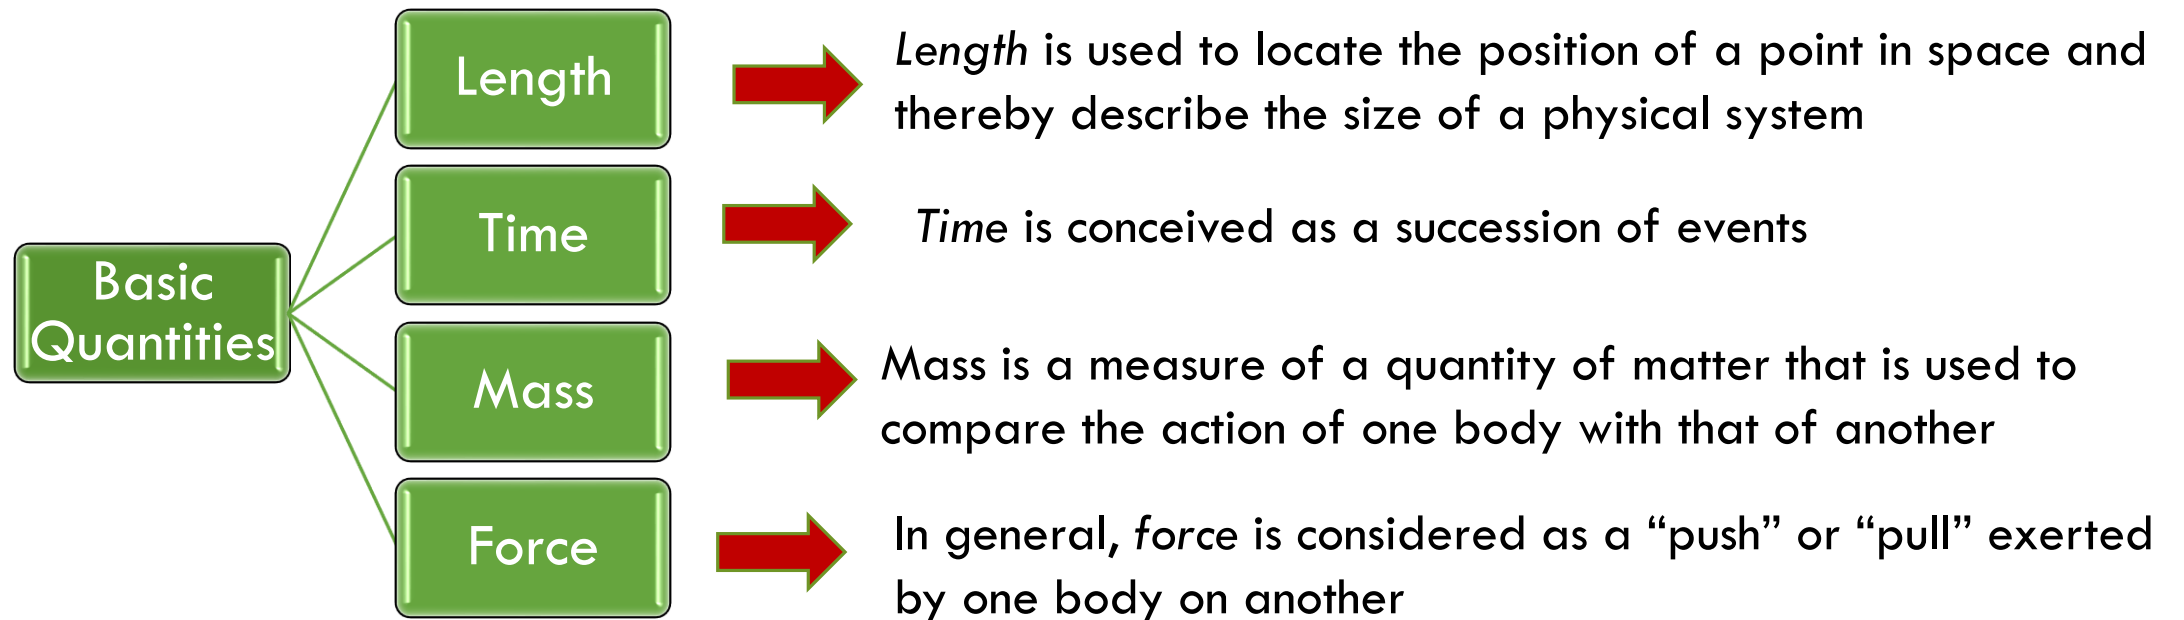 Basic
Quantities
Length
Length is used to locate the position of a point in space and
thereby describe the size of a physical system
Time
Time is conceived as a succession of events
Mass
Mass is a measure of a quantity of matter that is used to
compare the action of one body with that of another
Force
In general, force is considered as a “push” or “pull” exerted
by one body on another